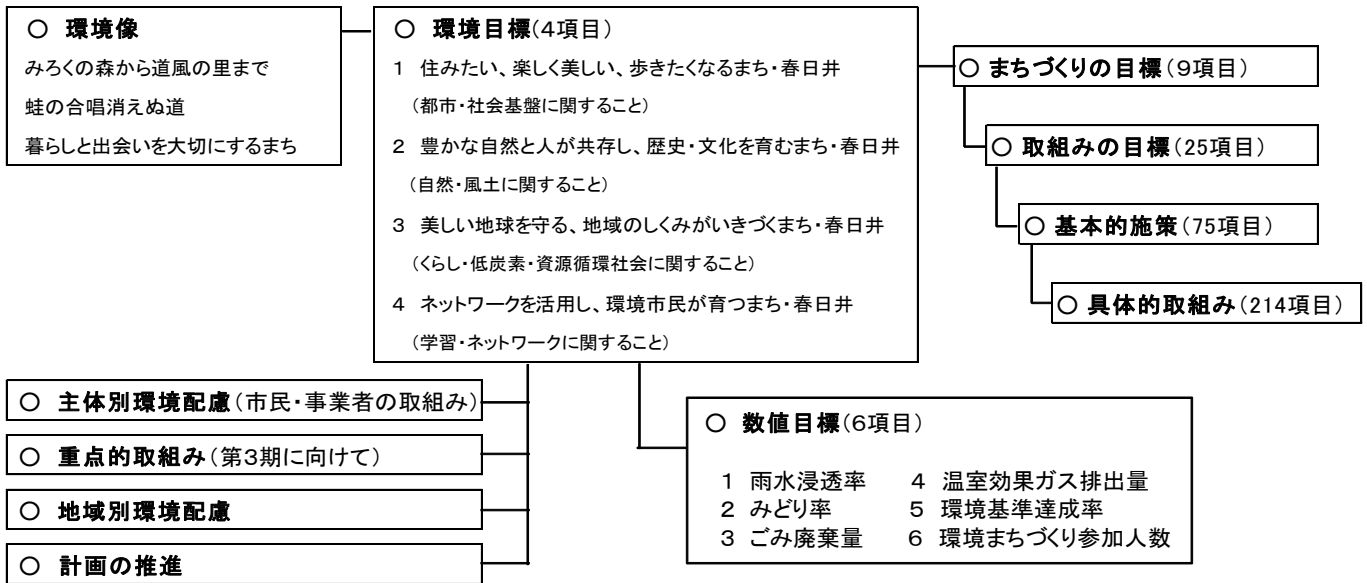 ○ 環境像
みろくの森から道風の里まで
蛙の合唱消えぬ道
暮らしと出会いを大切にするまち
○ 環境目標(4項目)
1 住みたい、楽しく美しい、歩きたくなるまち・春日井
(都市・社会基盤に関すること)
2 豊かな自然と人が共存し、歴史・文化を育むまち・春日井
(自然・風土に関すること)
3 美しい地球を守る、地域のしくみがいきづくまち・春日井
(くらし・低炭素・資源循環社会に関すること)
4 ネットワークを活用し、環境市民が育つまち・春日井
(学習・ネットワークに関すること)
○ まちづくりの目標(9項目)
○ 取組みの目標(25項目)
○ 基本的施策(75項目)
○ 具体的取組み(214項目)
○ 主体別環境配慮(市民・事業者の取組み)
○ 重点的取組み(第3期に向けて)
○ 地域別環境配慮
○ 計画の推進
○ 数値目標(6項目)
1 雨水浸透率
2 みどり率
3 ごみ廃棄量
4 温室効果ガス排出量
5 環境基準達成率
6 環境まちづくり参加人数